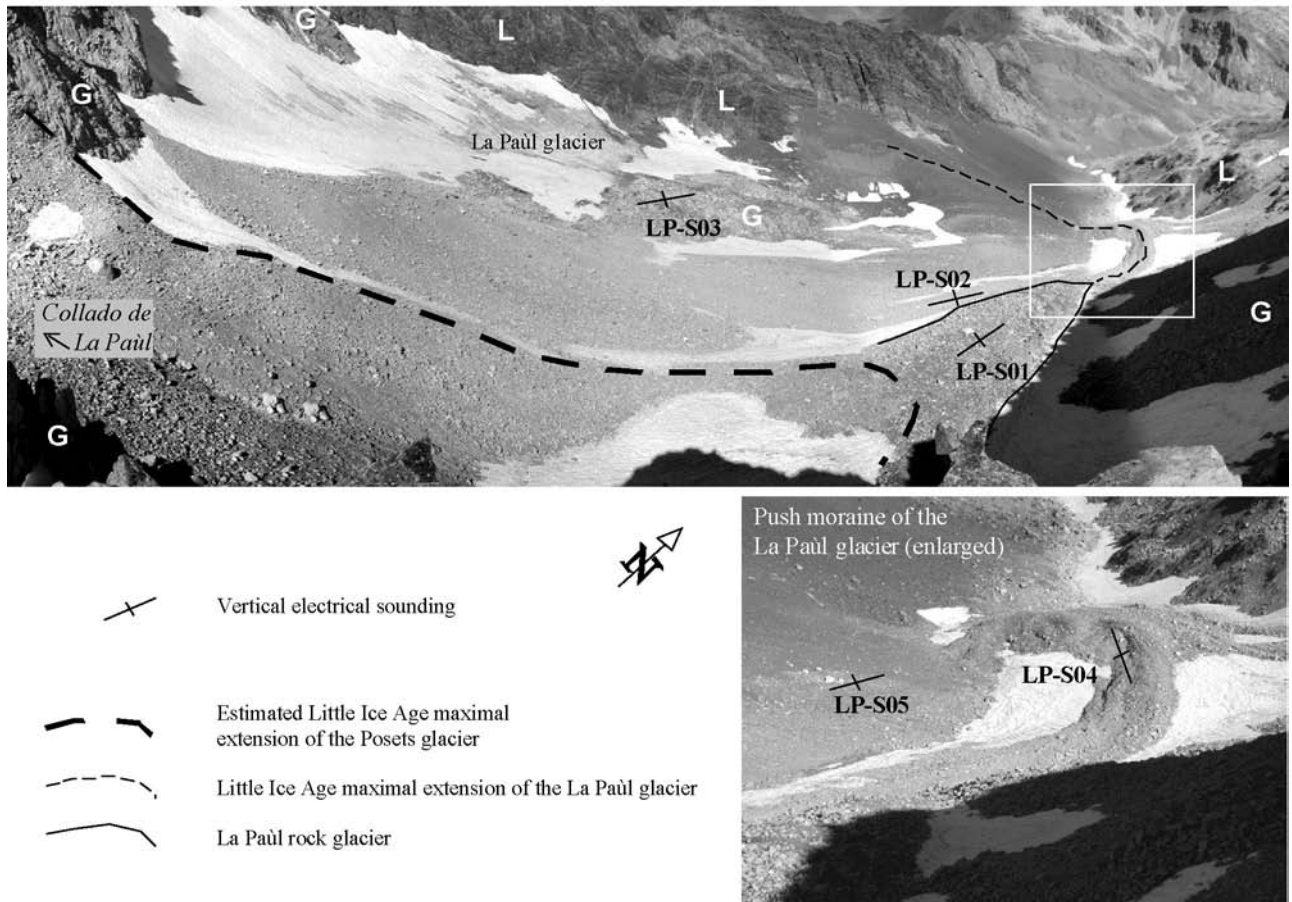 G
G
L
G
L
La Paùl glacier
L
LP-S03
G
LP-S02
G
Collado de
La Paùl
LP-S01
G
Push moraine of the
La Paùl glacier (enlarged)
N
Vertical electrical sounding
LP-S04
LP-S05
Estimated Little Ice Age maximal
extension of the Posets glacier
Little Ice Age maximal extension of the La Paùl glacier
La Paùl rock glacier